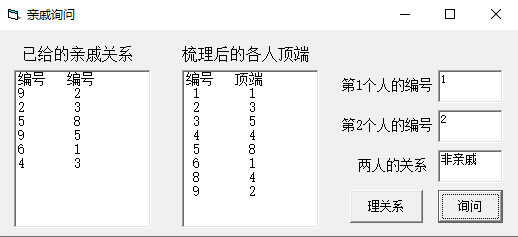 亲戚询问
已给的亲戚关系
编号 编号
9 2
2 3
5 8
9 5
6 1
4 3
梳理后的各人顶端
编号 顶端
1 1
2 3
3 5
4 4
5 8
6 1
8 4
9 2
第1个人的编号 1
第2个人的编号 2
两人的关系 非亲戚
理关系 询问